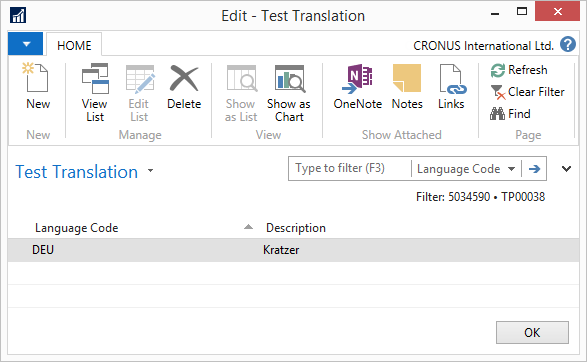 Edit - Test Translation
HOME
CRONUS International Ltd.
New
View List
Edit List
Delete
Show as List
Show as Chart
OneNote
Notes
Links
Refresh
Clear Filter
Find
New
Manage
View
Show Attached
Page
Test Translation
Type to filter (F3)
Language Code
Filter: 5034590 • TP00038
Language Code
Description
DEU
Kratzer
OK